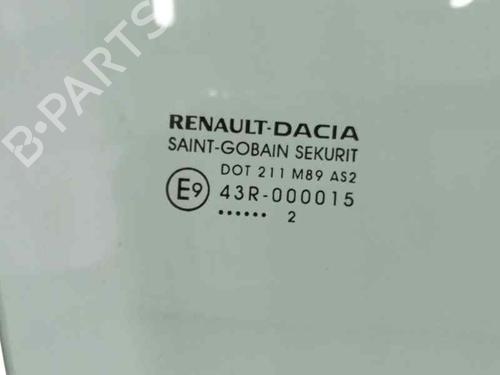 RENAULT-DACIA
SAINT-GOBAIN SEKURIT
DOT 211 M89 AS2
E9 43R-000015
...... 2
B-PARTS